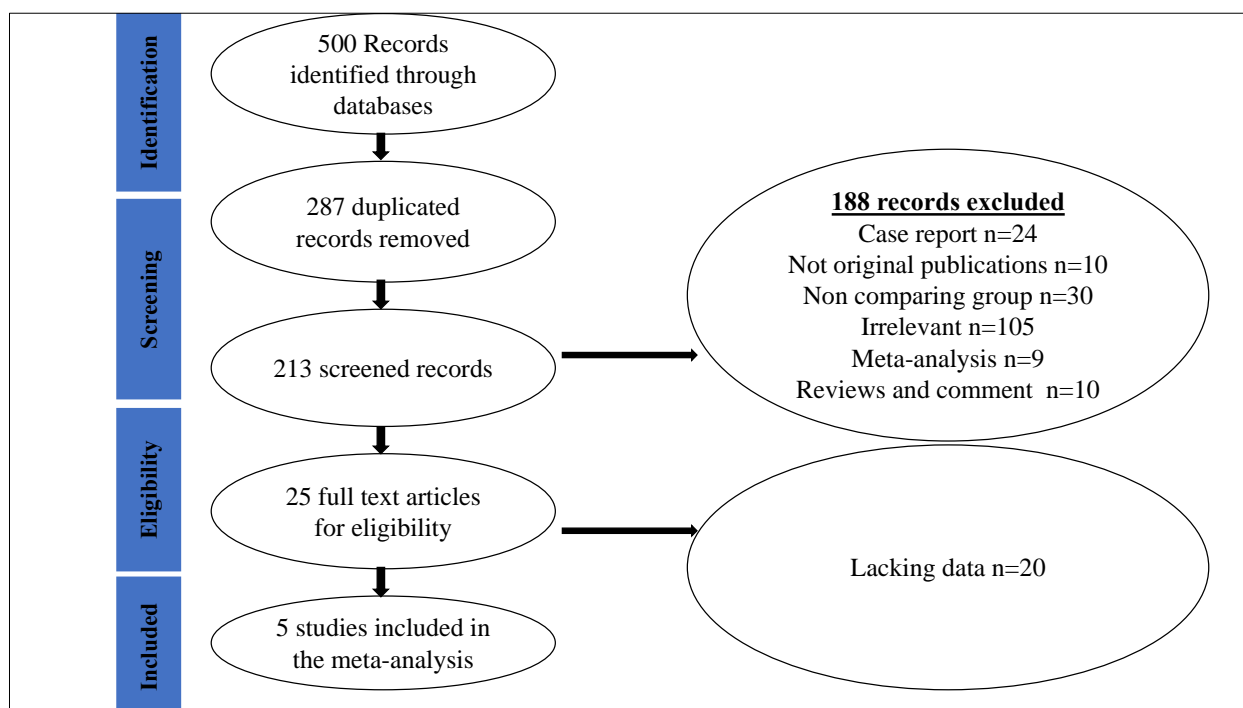 Identification
500 Records
identified through
databases
Screening
287 duplicated
records removed
213 screened records
188 records excluded
Case report n=24
Not original publications n=10
Non comparing group n=30
Irrelevant n=105
Meta-analysis n=9
Reviews and comment n=10
Eligibility
25 full text articles
for eligibility
Lacking data n=20
Included
5 studies included in
the meta-analysis